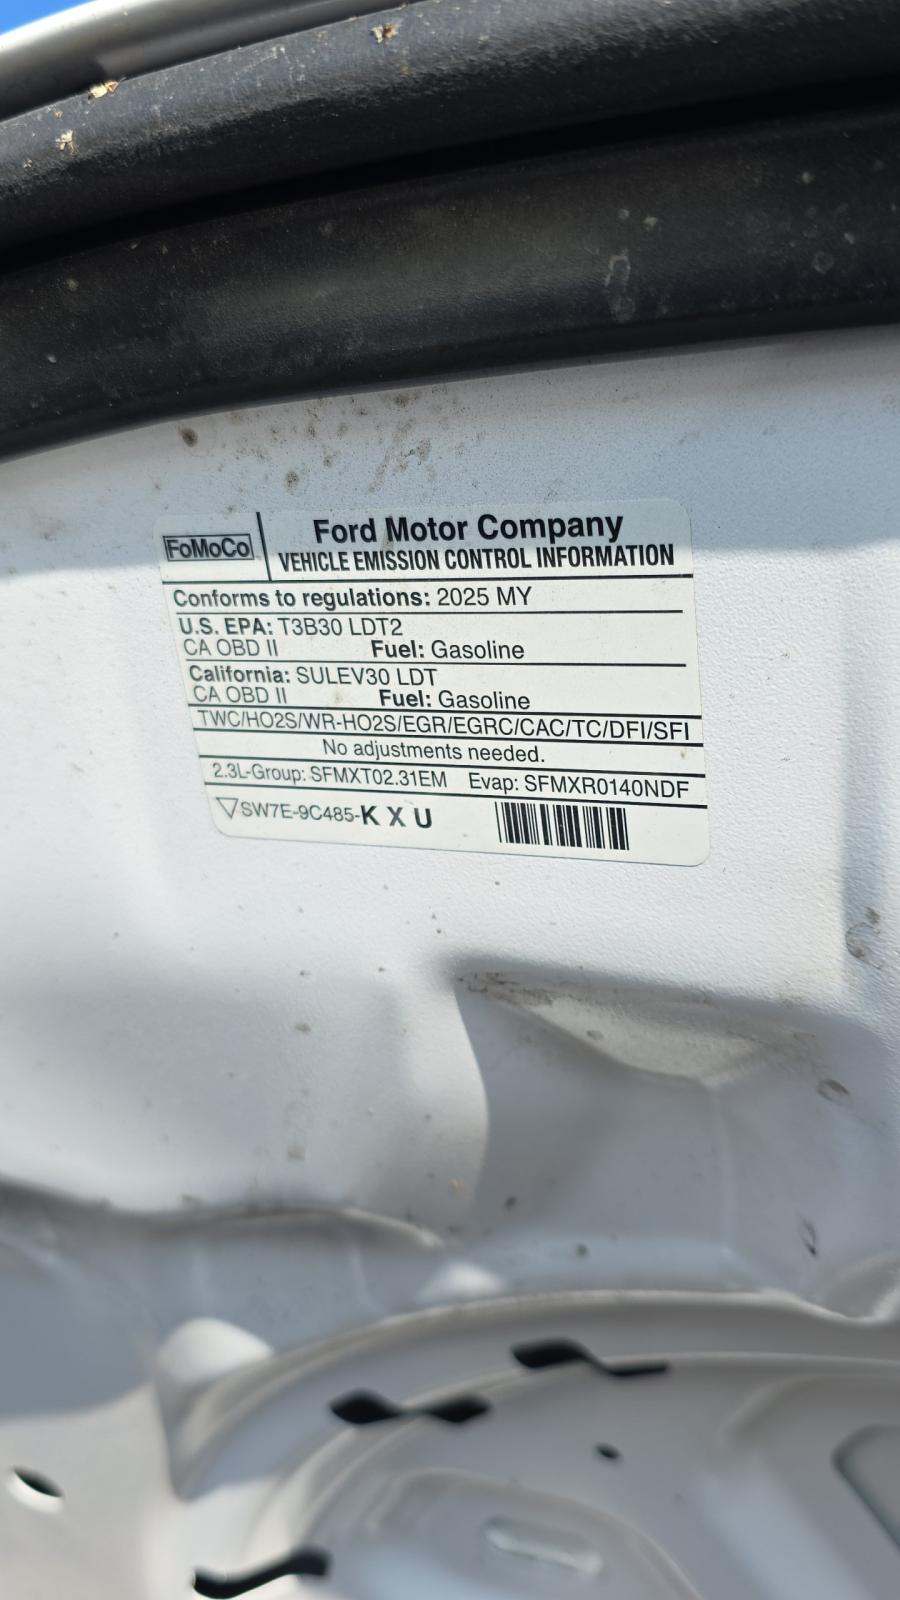 FoMoCo
Ford Motor Company
VEHICLE EMISSION CONTROL INFORMATION
Conforms to regulations: 2025 MY
U.S. EPA: T3B30 LDT2
CA OBD II Fuel: Gasoline
California: SULEV30 LDT
CA OBD II Fuel: Gasoline
TWC/HO2S/WR-HO2S/EGR/EGRC/CAC/TC/DFI/SFI
No adjustments needed.
2.3L-Group: SFMXT02.31EM Evap: SFMXR0140NDF
SW7E-9C485-K X U